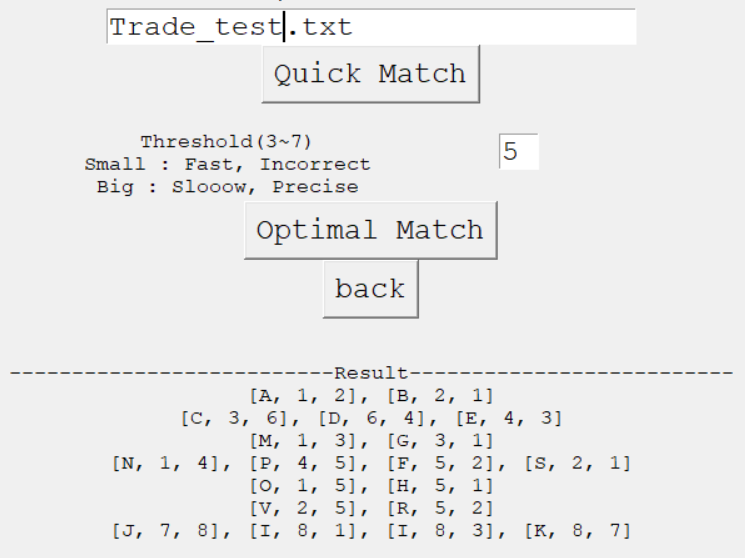 Trade_test.txt
Quick Match
Threshold(3~7)
Small : Fast, Incorrect
Big : Slooow, Precise
5
Optimal Match
back
--------------------------Result--------------------------
[A, 1, 2], [B, 2, 1]
[C, 3, 6], [D, 6, 4], [E, 4, 3]
[M, 1, 3], [G, 3, 1]
[N, 1, 4], [P, 4, 5], [F, 5, 2], [S, 2, 1]
[O, 1, 5], [H, 5, 1]
[V, 2, 5], [R, 5, 2]
[J, 7, 8], [I, 8, 1], [I, 8, 3], [K, 8, 7]